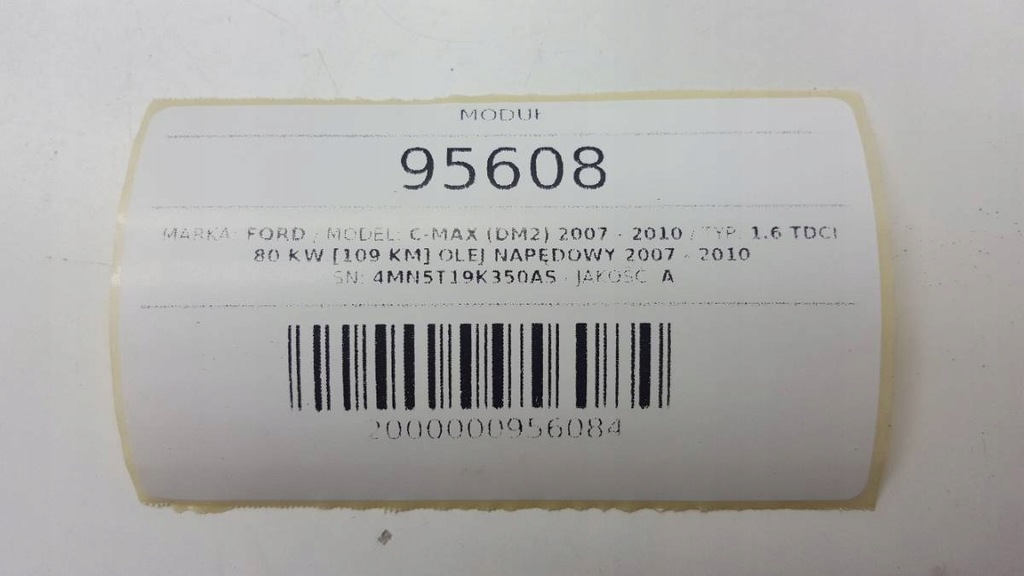 MODUŁ
95608
MARKA: FORD / MODEL: C-MAX (DM2) 2007 - 2010 / TYP: 1.6 TDCI
80 KW [109 KM] OLEJ NAPĘDOWY 2007 - 2010
SN: 4MN5T19K350AS - JAKOŚĆ: A
2000000956084